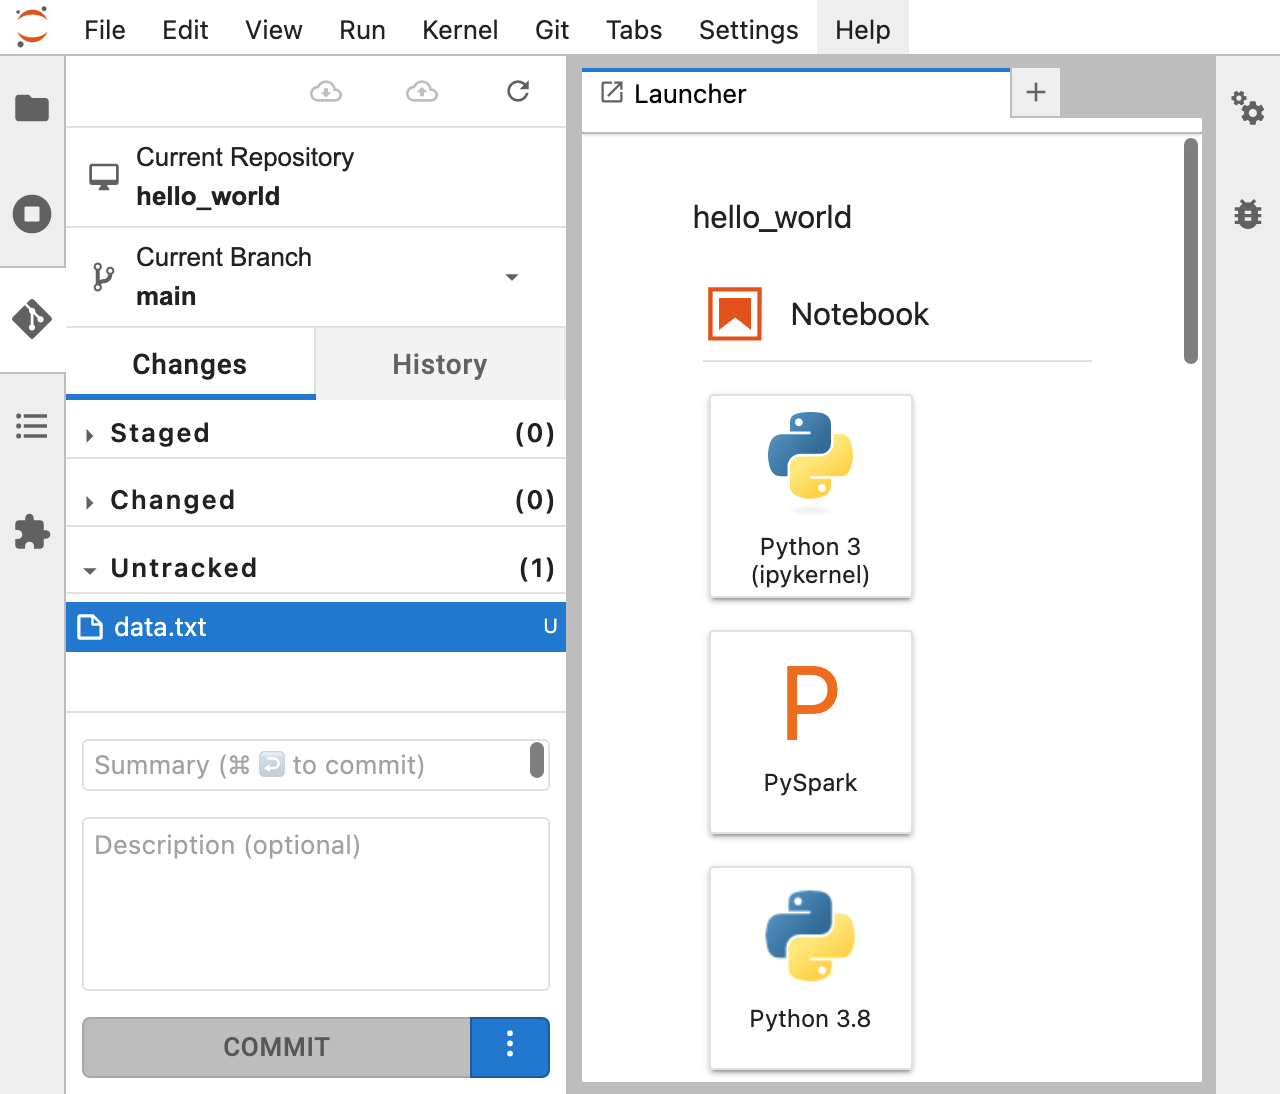 File Edit View Run Kernel Git Tabs Settings Help
Launcher
Current Repository
hello_world
Current Branch
main
Changes History
Staged (0)
Changed (0)
Untracked (1)
data.txt U
Summary (⌘ ↩ to commit)
Description (optional)
COMMIT
hello_world
Notebook
Python 3
(ipykernel)
P
PySpark
Python 3.8